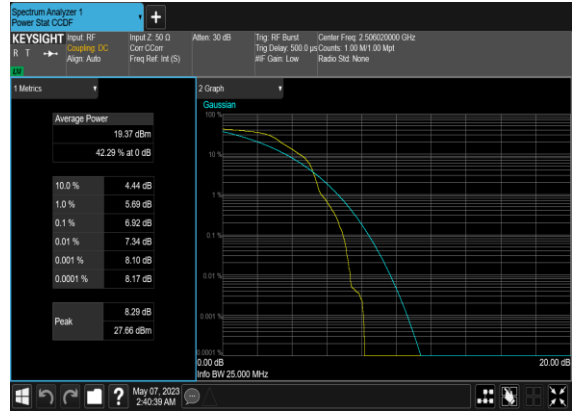 Spectrum Analyzer 1
Power Stat CCDF
KEYSIGHT
R T
LXI
Input: RF
Coupling: DC
Align: Auto
Input Z: 50 Ω
Corr CCorr
Freq Ref: Int (S)
Atten: 30 dB
Trig: RF Burst
Trig Delay: 500.0 µs
#IF Gain: Low
Center Freq: 2.506020000 GHz
Counts: 1.00 M/1.00 Mpt
Radio Std: None
1 Metrics
Average Power
19.37 dBm
42.29 % at 0 dB
10.0 % 4.44 dB
1.0 % 5.69 dB
0.1 % 6.92 dB
0.01 % 7.34 dB
0.001 % 8.10 dB
0.0001 % 8.17 dB
Peak
8.29 dB
27.66 dBm
2 Graph
Gaussian
100 %
10 %
1 %
0.1 %
0.01 %
0.001 %
0.0001 %
0.00 dB 20.00 dB
Info BW 25.000 MHz
? May 07, 2023
2:40:39 AM